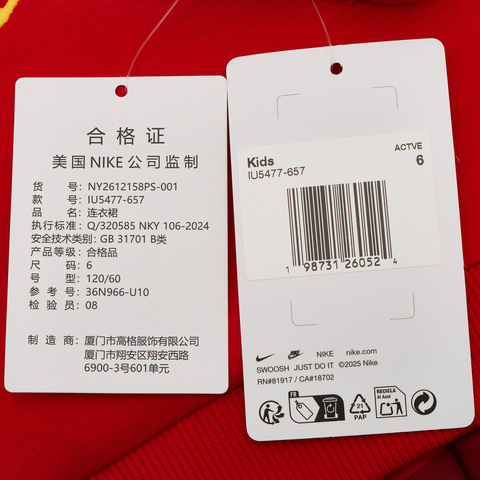 合格证
美国NIKE公司监制
货 号: NY2612158PS-001
款 号: IU5477-657
品 名: 连衣裙
执行标准: Q/320585 NKY 106-2024
安全技术类别: GB 31701 B类
产品等级: 合格品
尺 码: 6
号 型: 120/60
参 考 号: 36N966-U10
检 验 员: 08
制 造 商: 厦门市高格服饰有限公司
厦门市翔安区翔安西路
6900-3号601单元
ACTVE
Kids 6
IU5477-657
1 98731 26052 4
NIKE nike.com
SWOOSH JUST DO IT ©2025 Nike
RN#81917 / CA#18702
FR
21
PAP
RECICLA
Al Azul